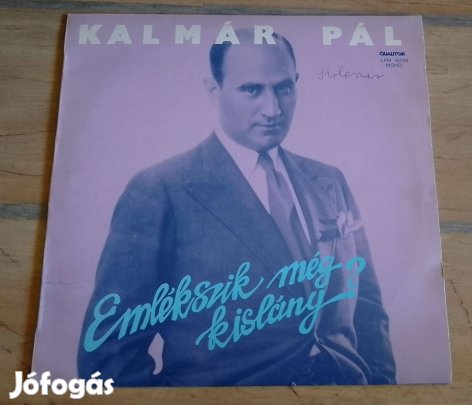 KALMÁR PÁL
QUALITON
MONO
Emlékszik még
kislány?
Jófogás